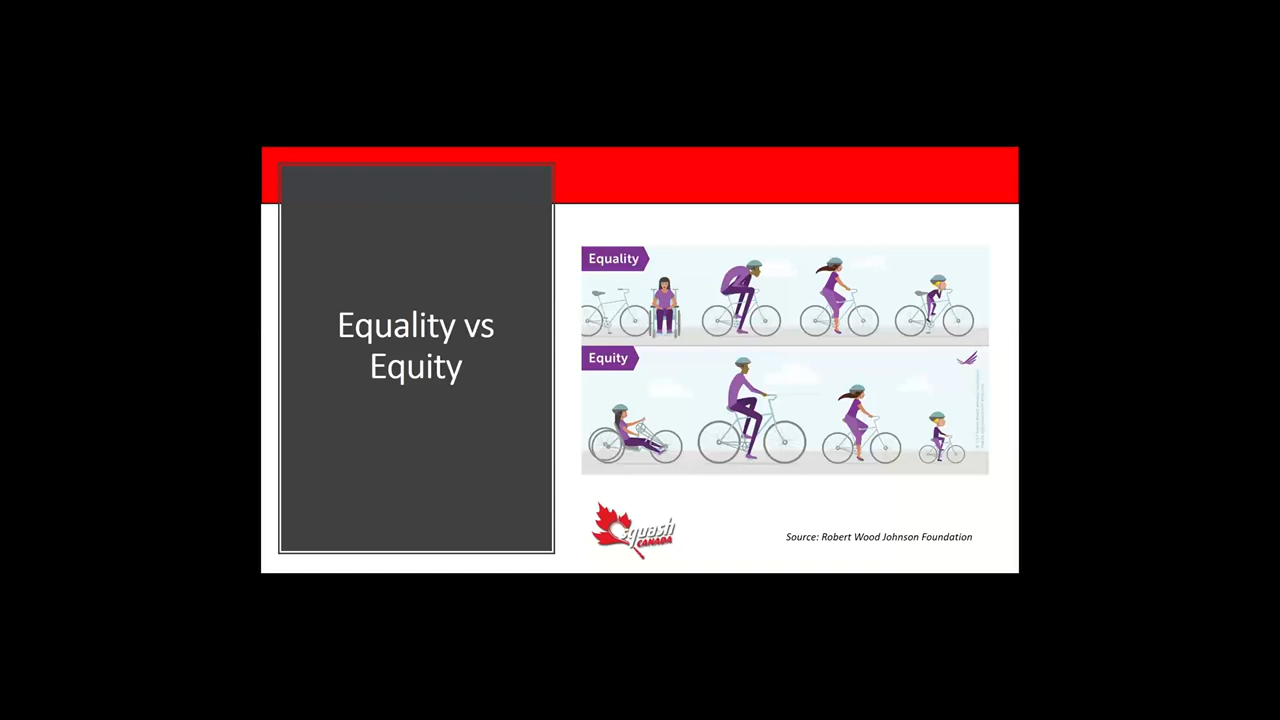 Equality vs
Equity
Equality
Equity
squash
CANADA
Source: Robert Wood Johnson Foundation